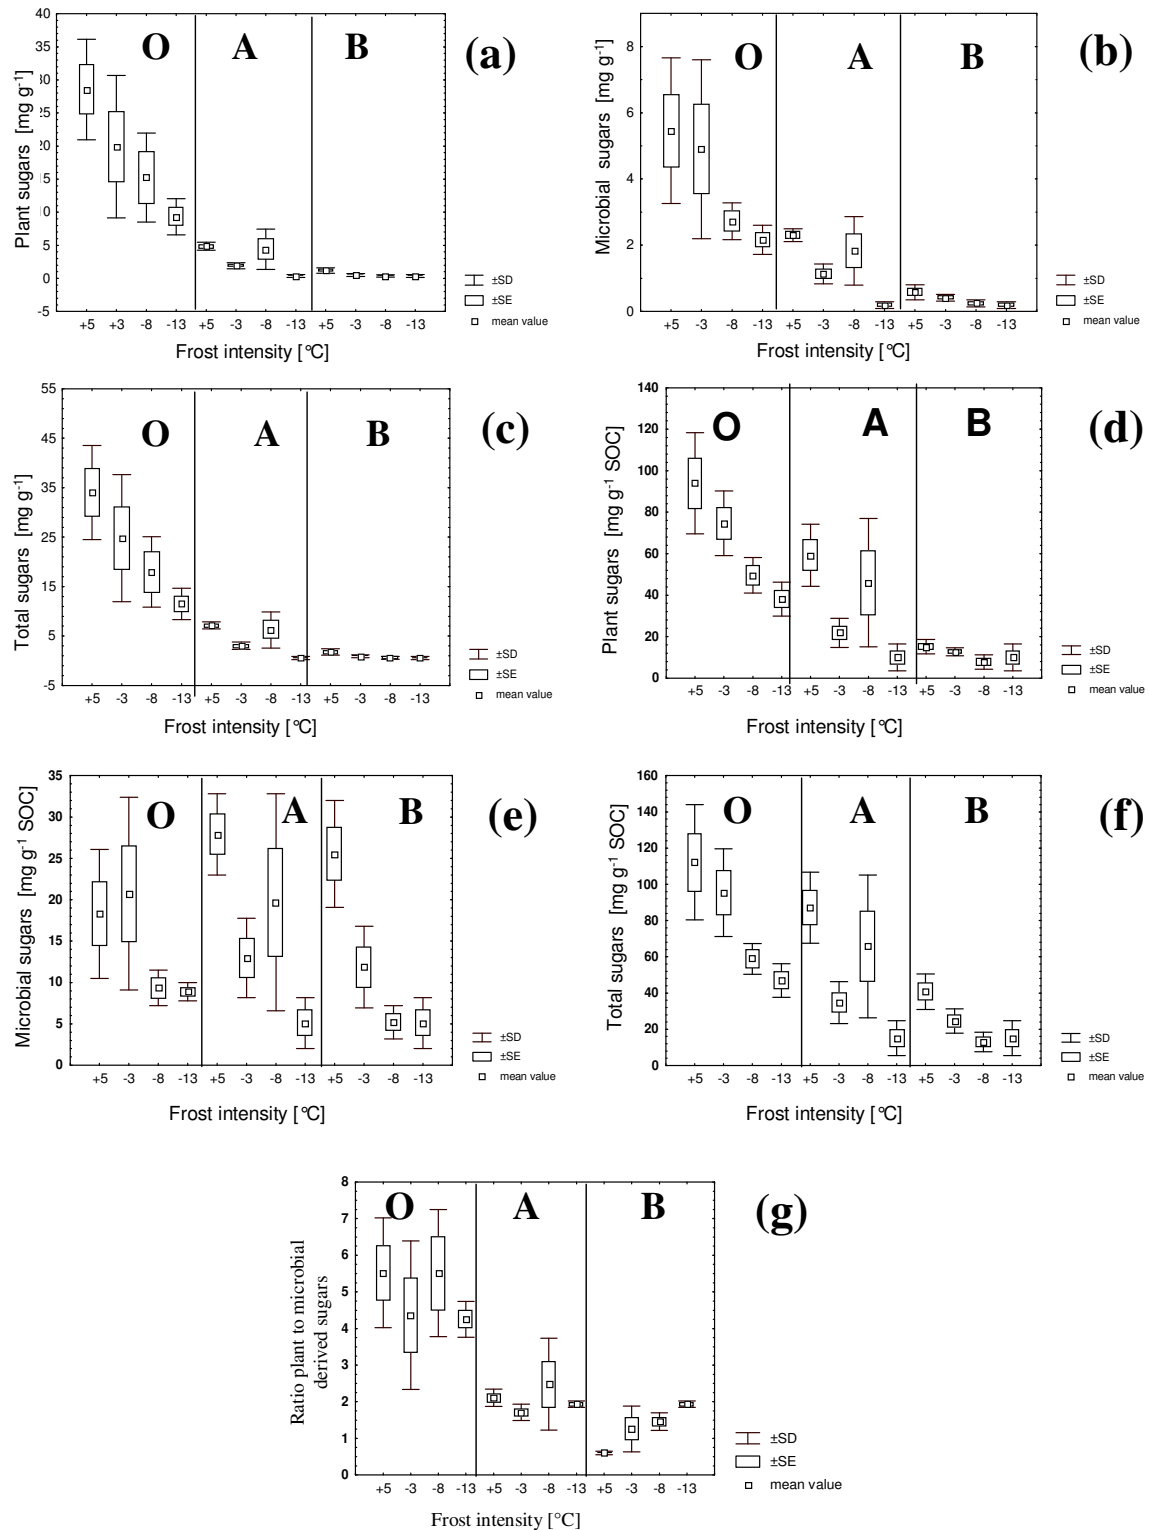 40
35
30
25
20
15
10
5
0
-5
Plant sugars [mg g-1]
O A B
(a)
+5 +3 -8 -13 +5 -3 -8 -13 +5 -3 -8 -13
Frost intensity [°C]
±SD
±SE
mean value
8
6
4
2
0
Microbial sugars [mg g-1]
O A B
(b)
+5 -3 -8 -13 +5 -3 -8 -13 +5 -3 -8 -13
Frost intensity [°C]
±SD
±SE
mean value
55
45
35
25
15
5
-5
Total sugars [mg g-1]
O A B
(c)
+5 -3 -8 -13 +5 -3 -8 -13 +5 -3 -8 -13
Frost intensity [°C]
±SD
±SE
mean value
140
120
100
80
60
40
20
0
Plant sugars [mg g-1 SOC]
O A B
(d)
+5 -3 -8 -13 +5 -3 -8 -13 +5 -3 -8 -13
Frost intensity [°C]
±SD
±SE
mean value
35
30
25
20
15
10
5
0
Microbial sugars [mg g-1 SOC]
O A B
(e)
+5 -3 -8 -13 +5 -3 -8 -13 +5 -3 -8 -13
Frost intensity [°C]
±SD
±SE
mean value
160
140
120
100
80
60
40
20
0
Total sugars [mg g-1 SOC]
O A B
(f)
+5 -3 -8 -13 +5 -3 -8 -13 +5 -3 -8 -13
Frost intensity [°C]
±SD
±SE
mean value
8
7
6
5
4
3
2
1
0
Ratio plant to microbial
derived sugars
O A B
(g)
+5 -3 -8 -13 +5 -3 -8 -13 +5 -3 -8 -13
Frost intensity [°C]
±SD
±SE
mean value